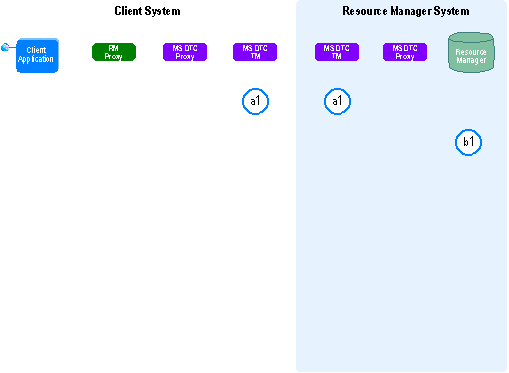 Client System
Resource Manager System
Client
Application
RM
Proxy
MS DTC
Proxy
MS DTC
TM
MS DTC
TM
MS DTC
Proxy
Resource
Manager
a1
a1
b1